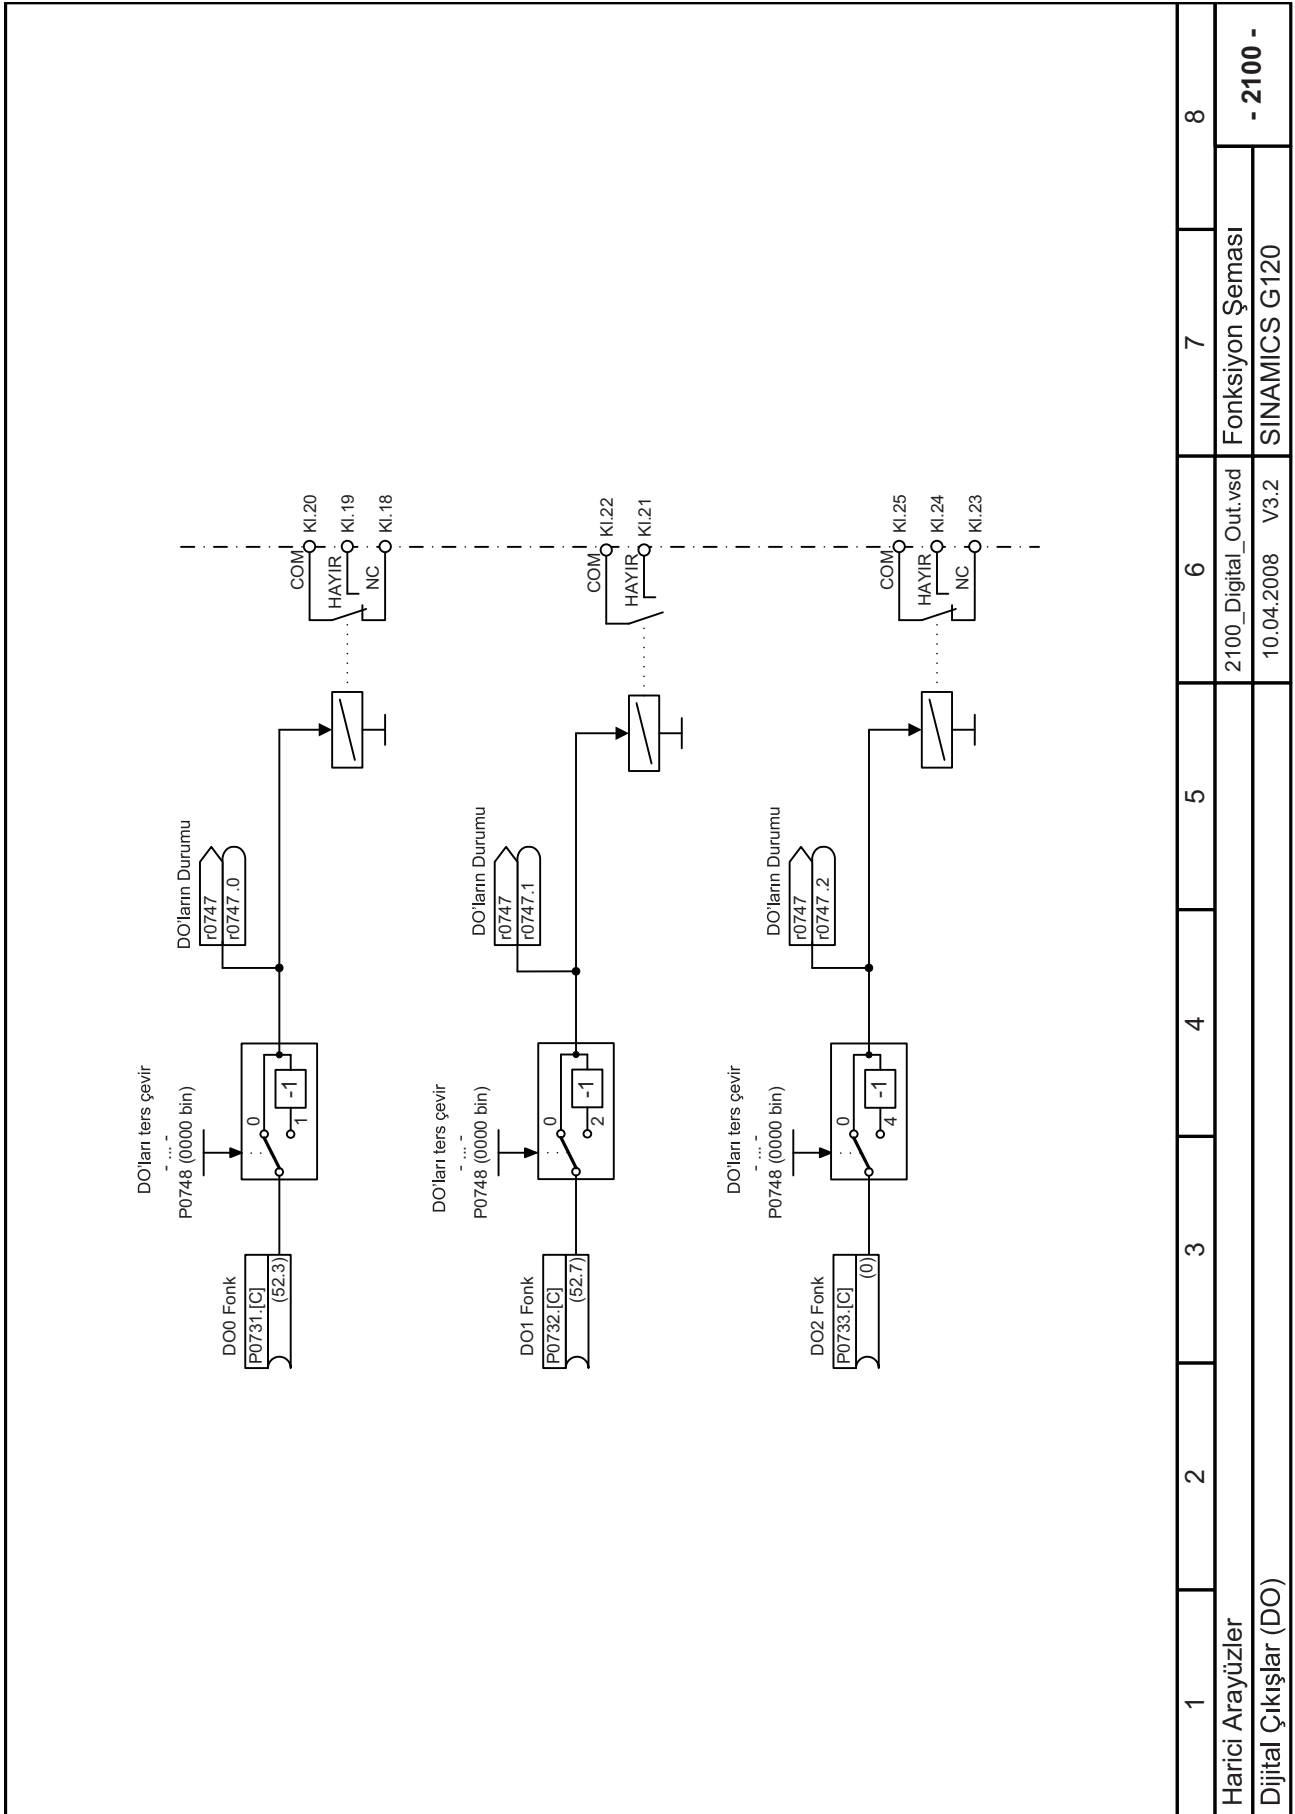 DO'ları ters çevir
- ... -
P0748 (0000 bin)
DO'ların Durumu
r0747
r0747.0
DO0 Fonk
P0731.[C]
(52.3)
0
1
-1
COM
Kl.20
HAYIR
Kl.19
NC
Kl.18
DO'ları ters çevir
- ... -
P0748 (0000 bin)
DO'ların Durumu
r0747
r0747.1
DO1 Fonk
P0732.[C]
(52.7)
0
2
-1
COM
Kl.22
HAYIR
Kl.21
DO'ları ters çevir
- ... -
P0748 (0000 bin)
DO'ların Durumu
r0747
r0747.2
DO2 Fonk
P0733.[C]
(0)
0
4
-1
COM
Kl.25
HAYIR
Kl.24
NC
Kl.23
1 2 3 4 5 6 7 8
Harici Arayüzler
2100_Digital_Out.vsd
Fonksiyon Şeması
- 2100 -
Dijital Çıkışlar (DO)
10.04.2008 V3.2
SINAMICS G120